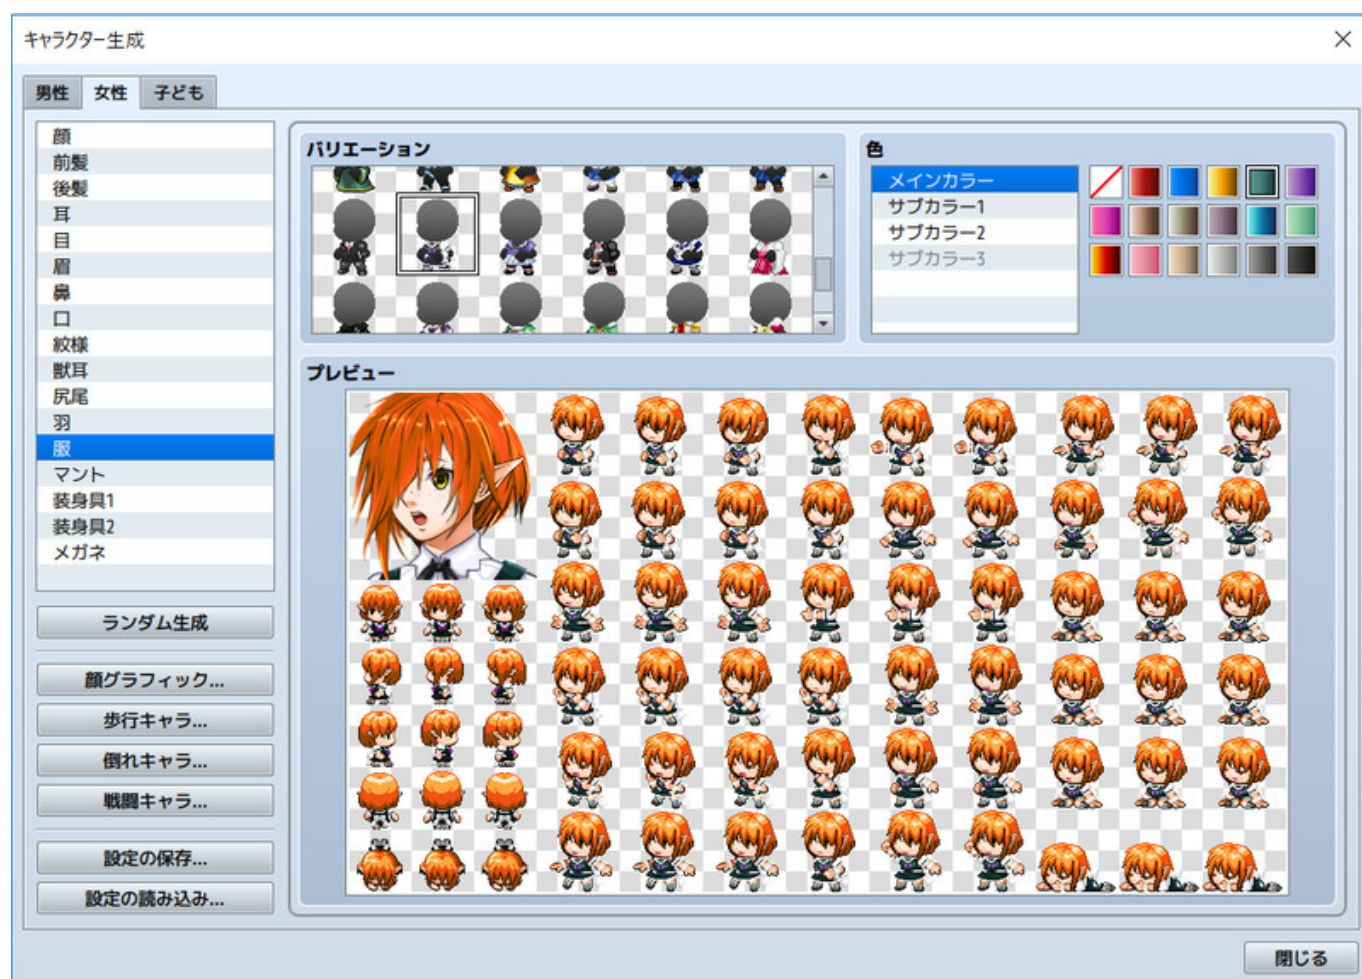 キャラクター生成
男性 女性 子ども
顔
前髪
後髪
耳
目
眉
鼻
口
紋様
獣耳
尻尾
羽
服
マント
装身具1
装身具2
メガネ
ランダム生成
顔グラフィック...
歩行キャラ...
倒れキャラ...
戦闘キャラ...
設定の保存...
設定の読み込み...
バリエーション
色
メインカラー
サブカラー1
サブカラー2
サブカラー3
プレビュー
閉じる